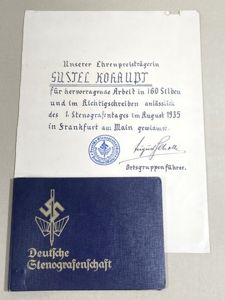 Unserer Ehrenpreisträgerin
GUSTEL KOHAUPT
für hervorragende Arbeit in 160 Silben
und im Richtigschreiben anlässlich
des 1. Stenografentages im August 1935
in Frankfurt am Main gewidmet.
Ortsgruppenführer.
Deutsche
Stenografenschaft